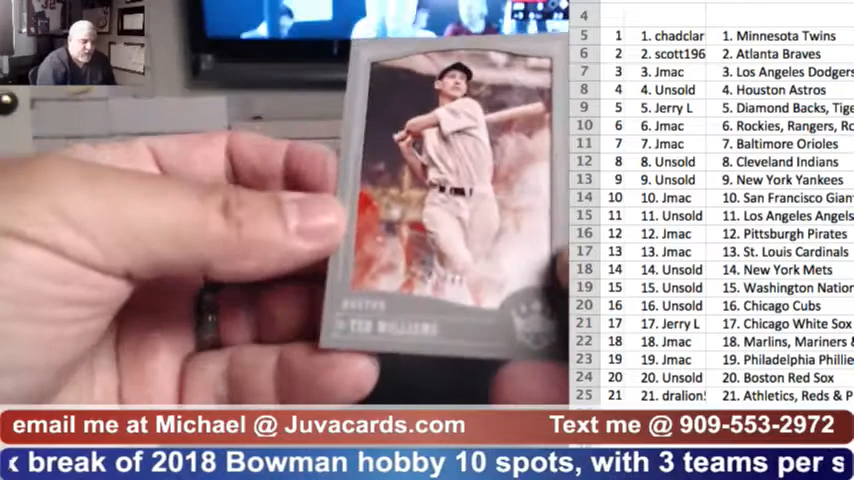 4
5 1 1. chadclar 1. Minnesota Twins
6 2 2. scott196 2. Atlanta Braves
7 3 3. Jmac 3. Los Angeles Dodgers
8 4 4. Unsold 4. Houston Astros
9 5 5. Jerry L 5. Diamond Backs, Tige
10 6 6. Jmac 6. Rockies, Rangers, Ro
11 7 7. Jmac 7. Baltimore Orioles
12 8 8. Unsold 8. Cleveland Indians
13 9 9. Unsold 9. New York Yankees
14 10 10. Jmac 10. San Francisco Gian
15 11 11. Unsold 11. Los Angeles Angels
16 12 12. Jmac 12. Pittsburgh Pirates
17 13 13. Jmac 13. St. Louis Cardinals
18 14 14. Unsold 14. New York Mets
19 15 15. Unsold 15. Washington Nation
20 16 16. Unsold 16. Chicago Cubs
21 17 17. Jerry L 17. Chicago White Sox
22 18 18. Jmac 18. Marlins, Mariners &
23 19 19. Jmac 19. Philadelphia Phillie
24 20 20. Unsold 20. Boston Red Sox
25 21 21. dralion! 21. Athletics, Reds & P
BOSTON
TED WILLIAMS
email me at Michael @ Juvacards.com Text me @ 909-553-2972
x break of 2018 Bowman hobby 10 spots, with 3 teams per s